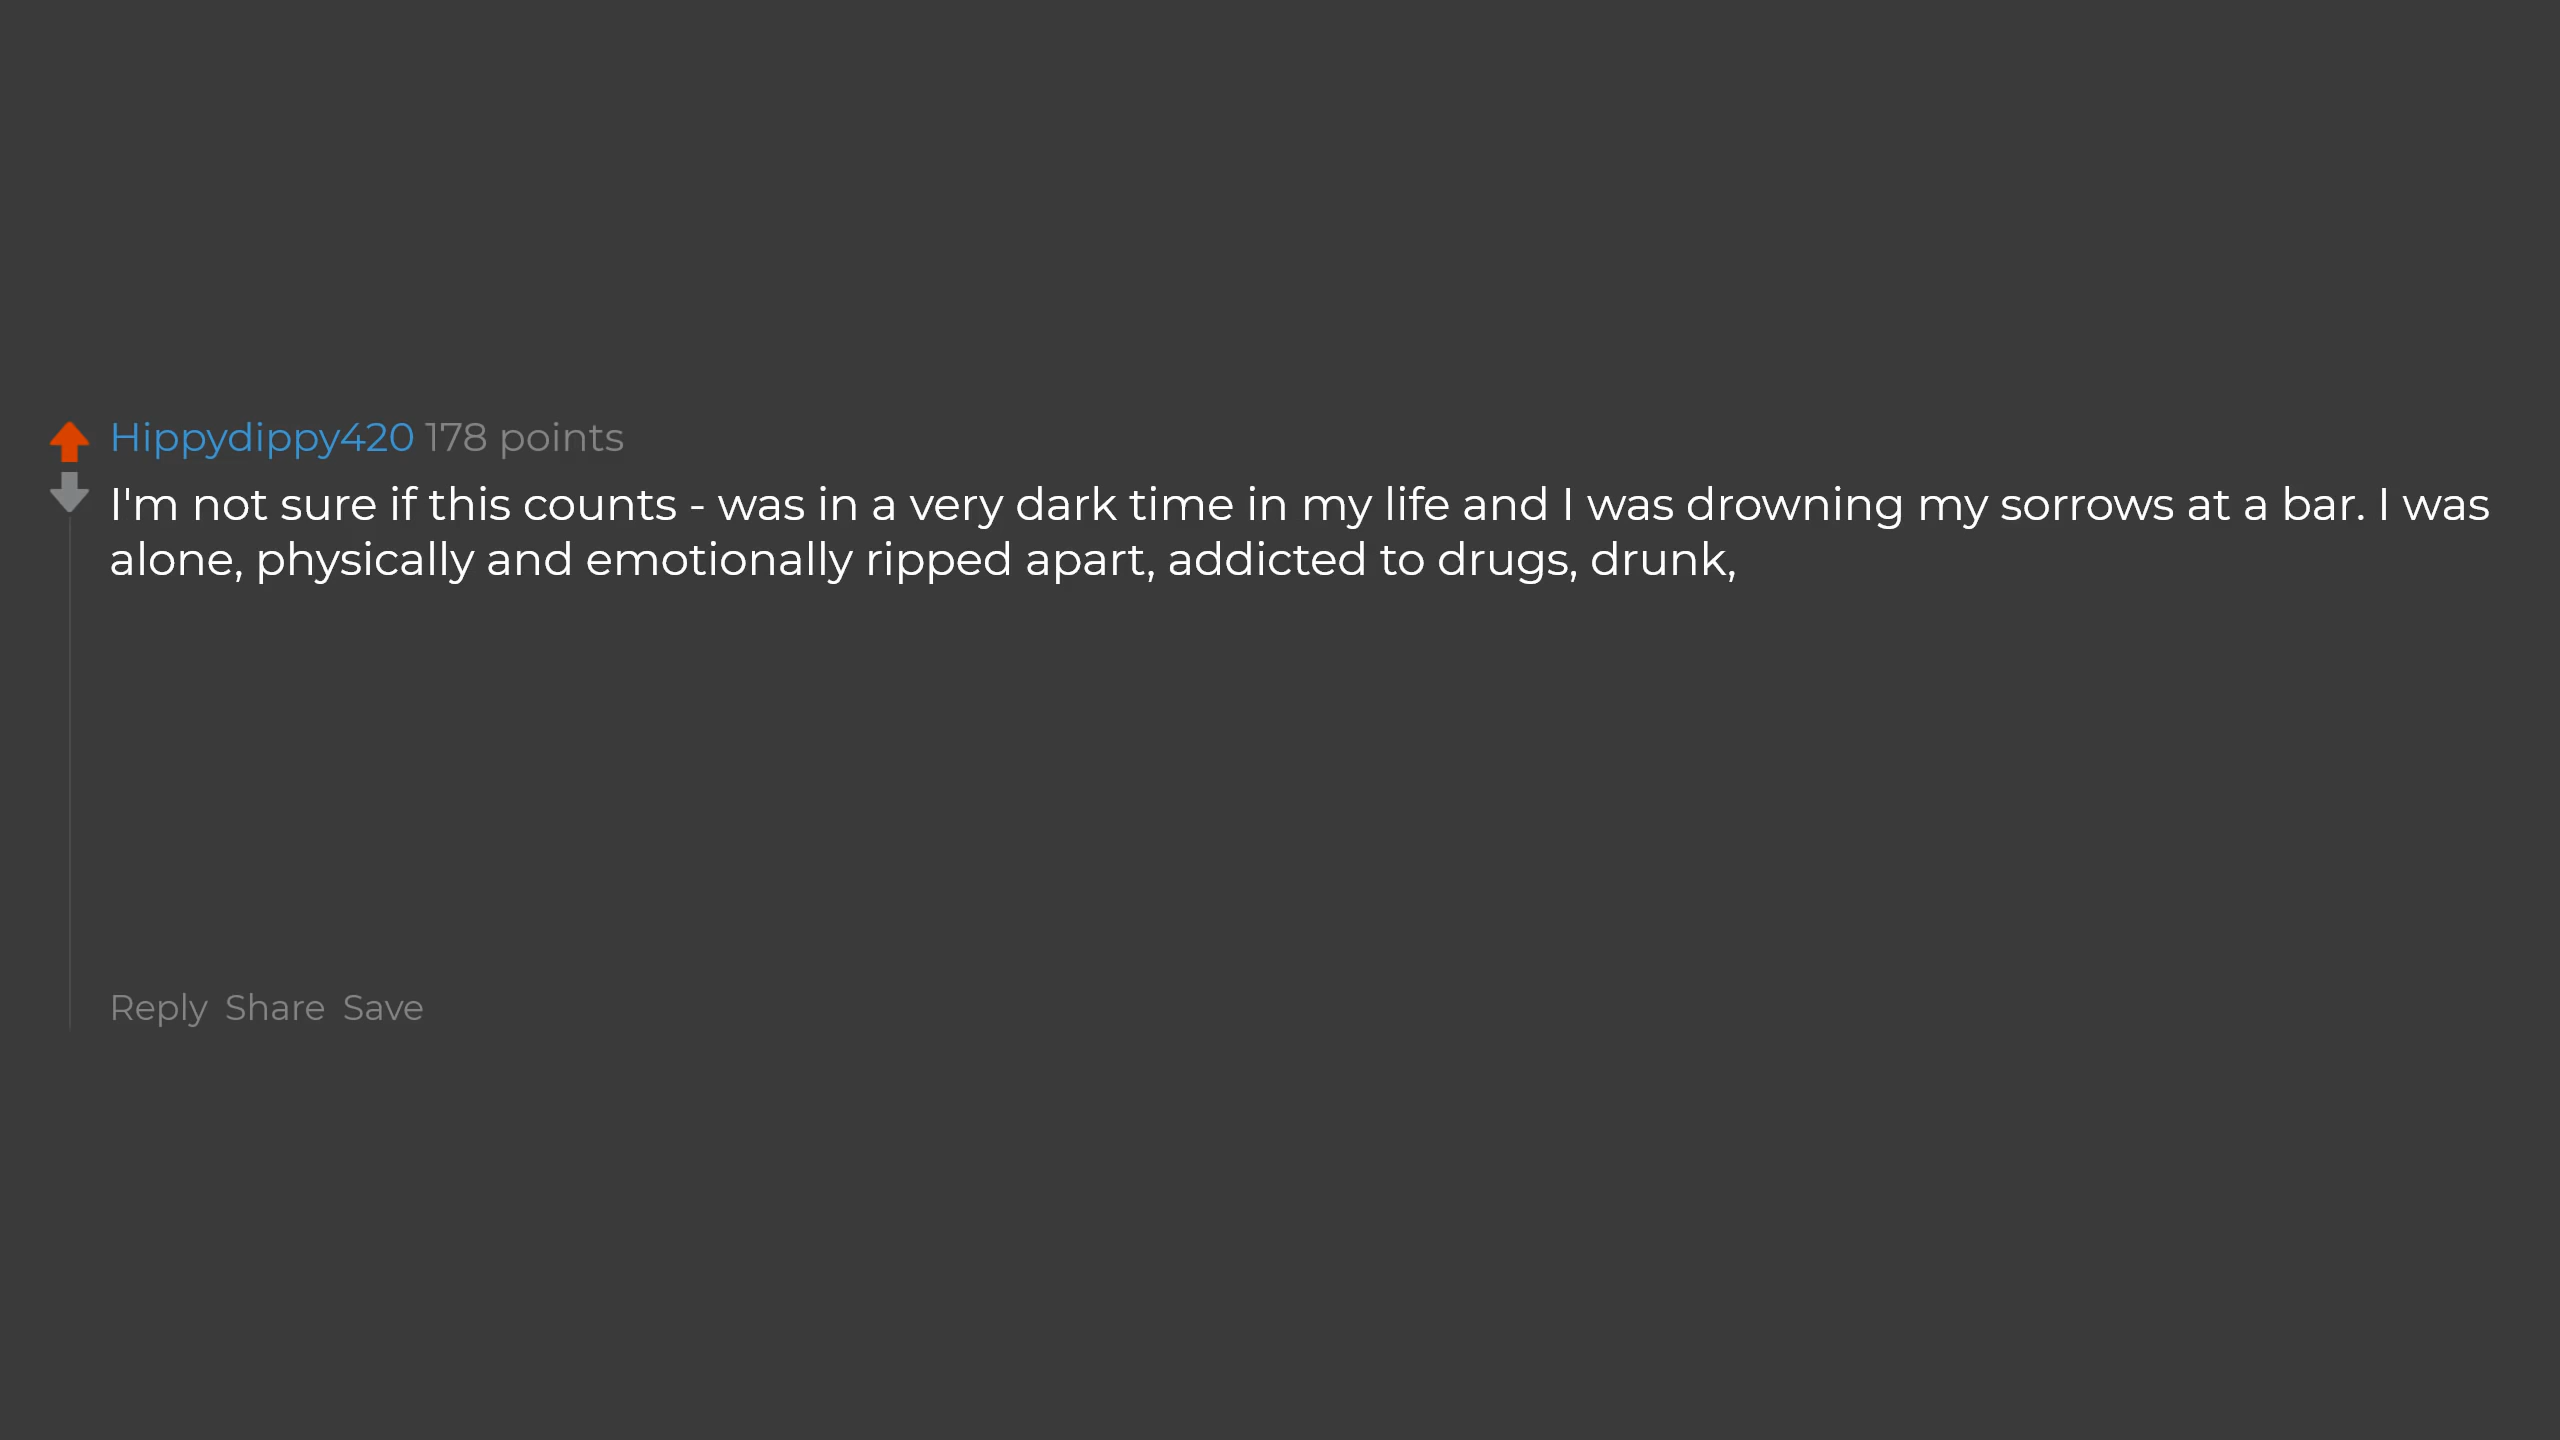 Hippydippy420 178 points
I'm not sure if this counts - was in a very dark time in my life and I was drowning my sorrows at a bar. I was
alone, physically and emotionally ripped apart, addicted to drugs, drunk,
Reply Share Save